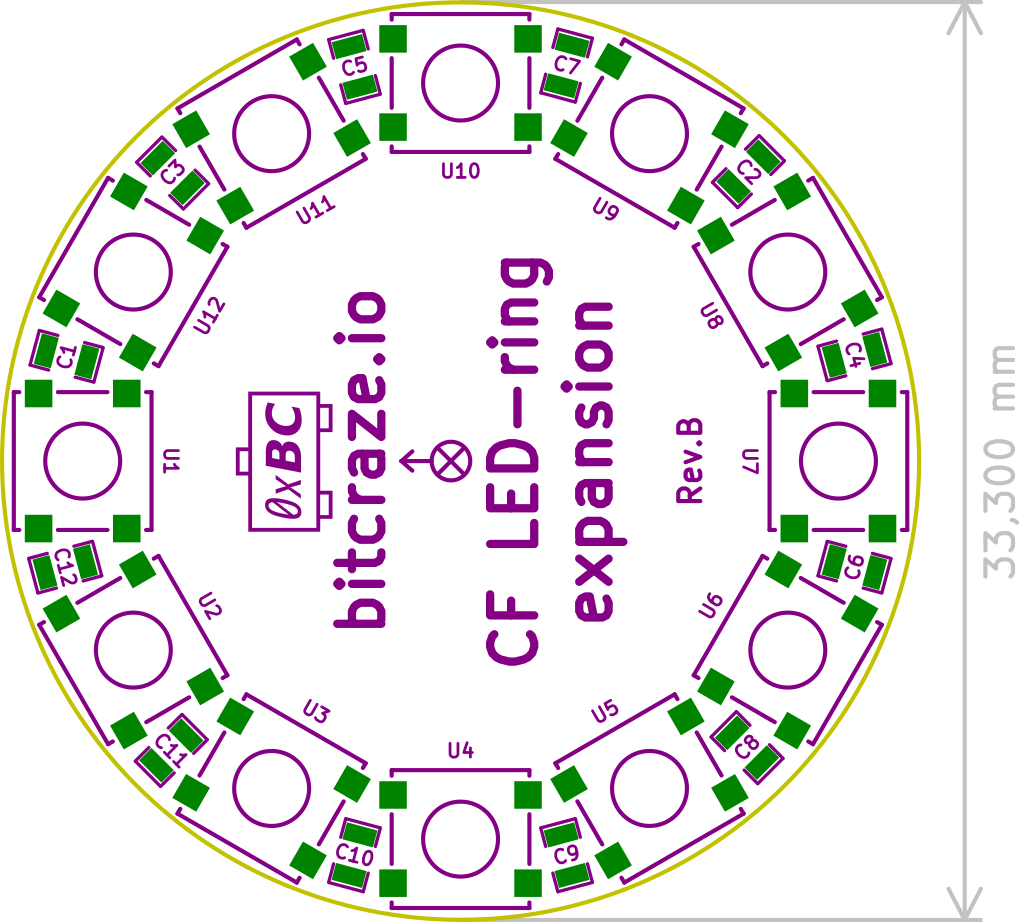 C5
C7
U10
C3
C2
U11
U9
U12
U8
C1
C4
bitcraze.io
CF LED-ring
expansion
0xBC
Rev.B
33,300 mm
U1
U7
C12
C6
U2
U6
U3
U5
U4
C11
C8
C10
C9